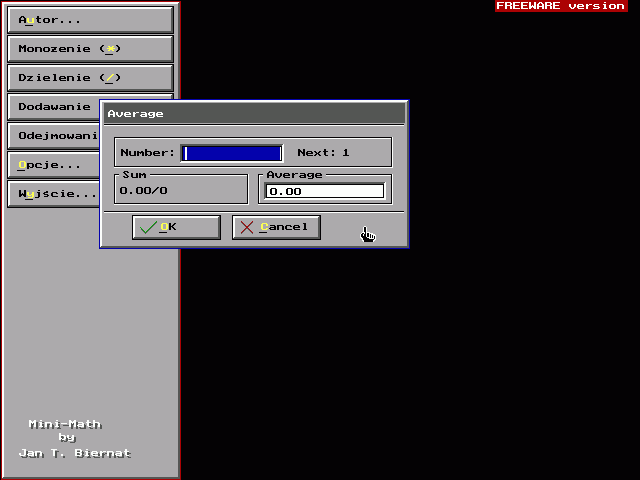 FREEWARE version
Autor...
Monozenie (*)
Dzielenie (/)
Dodawanie
Odejmowani
Opcje...
Wyjście...
Average
Number:
Next: 1
Sum
0.00/0
Average
0.00
OK
Cancel
Mini-Math
by
Jan T. Biernat